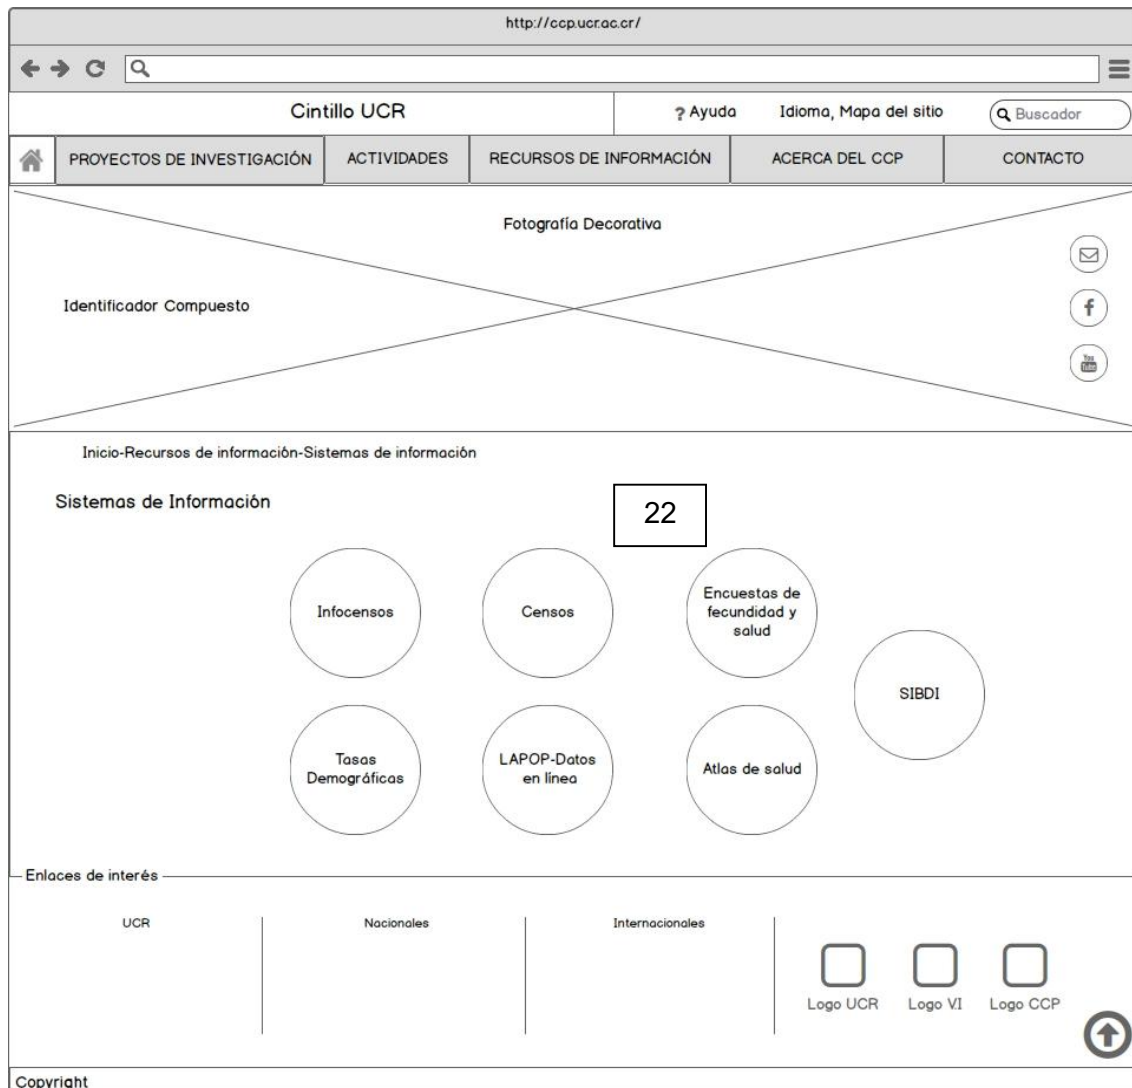 http://ccp.ucr.ac.cr/
Cintillo UCR
? Ayuda
Idioma, Mapa del sitio
Buscador
PROYECTOS DE INVESTIGACIÓN
ACTIVIDADES
RECURSOS DE INFORMACIÓN
ACERCA DEL CCP
CONTACTO
Fotografía Decorativa
Identificador Compuesto
f
You
Tube
Inicio-Recursos de información-Sistemas de información
Sistemas de Información
22
Infocensos
Censos
Encuestas de
fecundidad y
salud
SIBDI
Tasas
Demográficas
LAPOP-Datos
en línea
Atlas de salud
Enlaces de interés
UCR
Nacionales
Internacionales
Logo UCR
Logo V.I
Logo CCP
Copyright